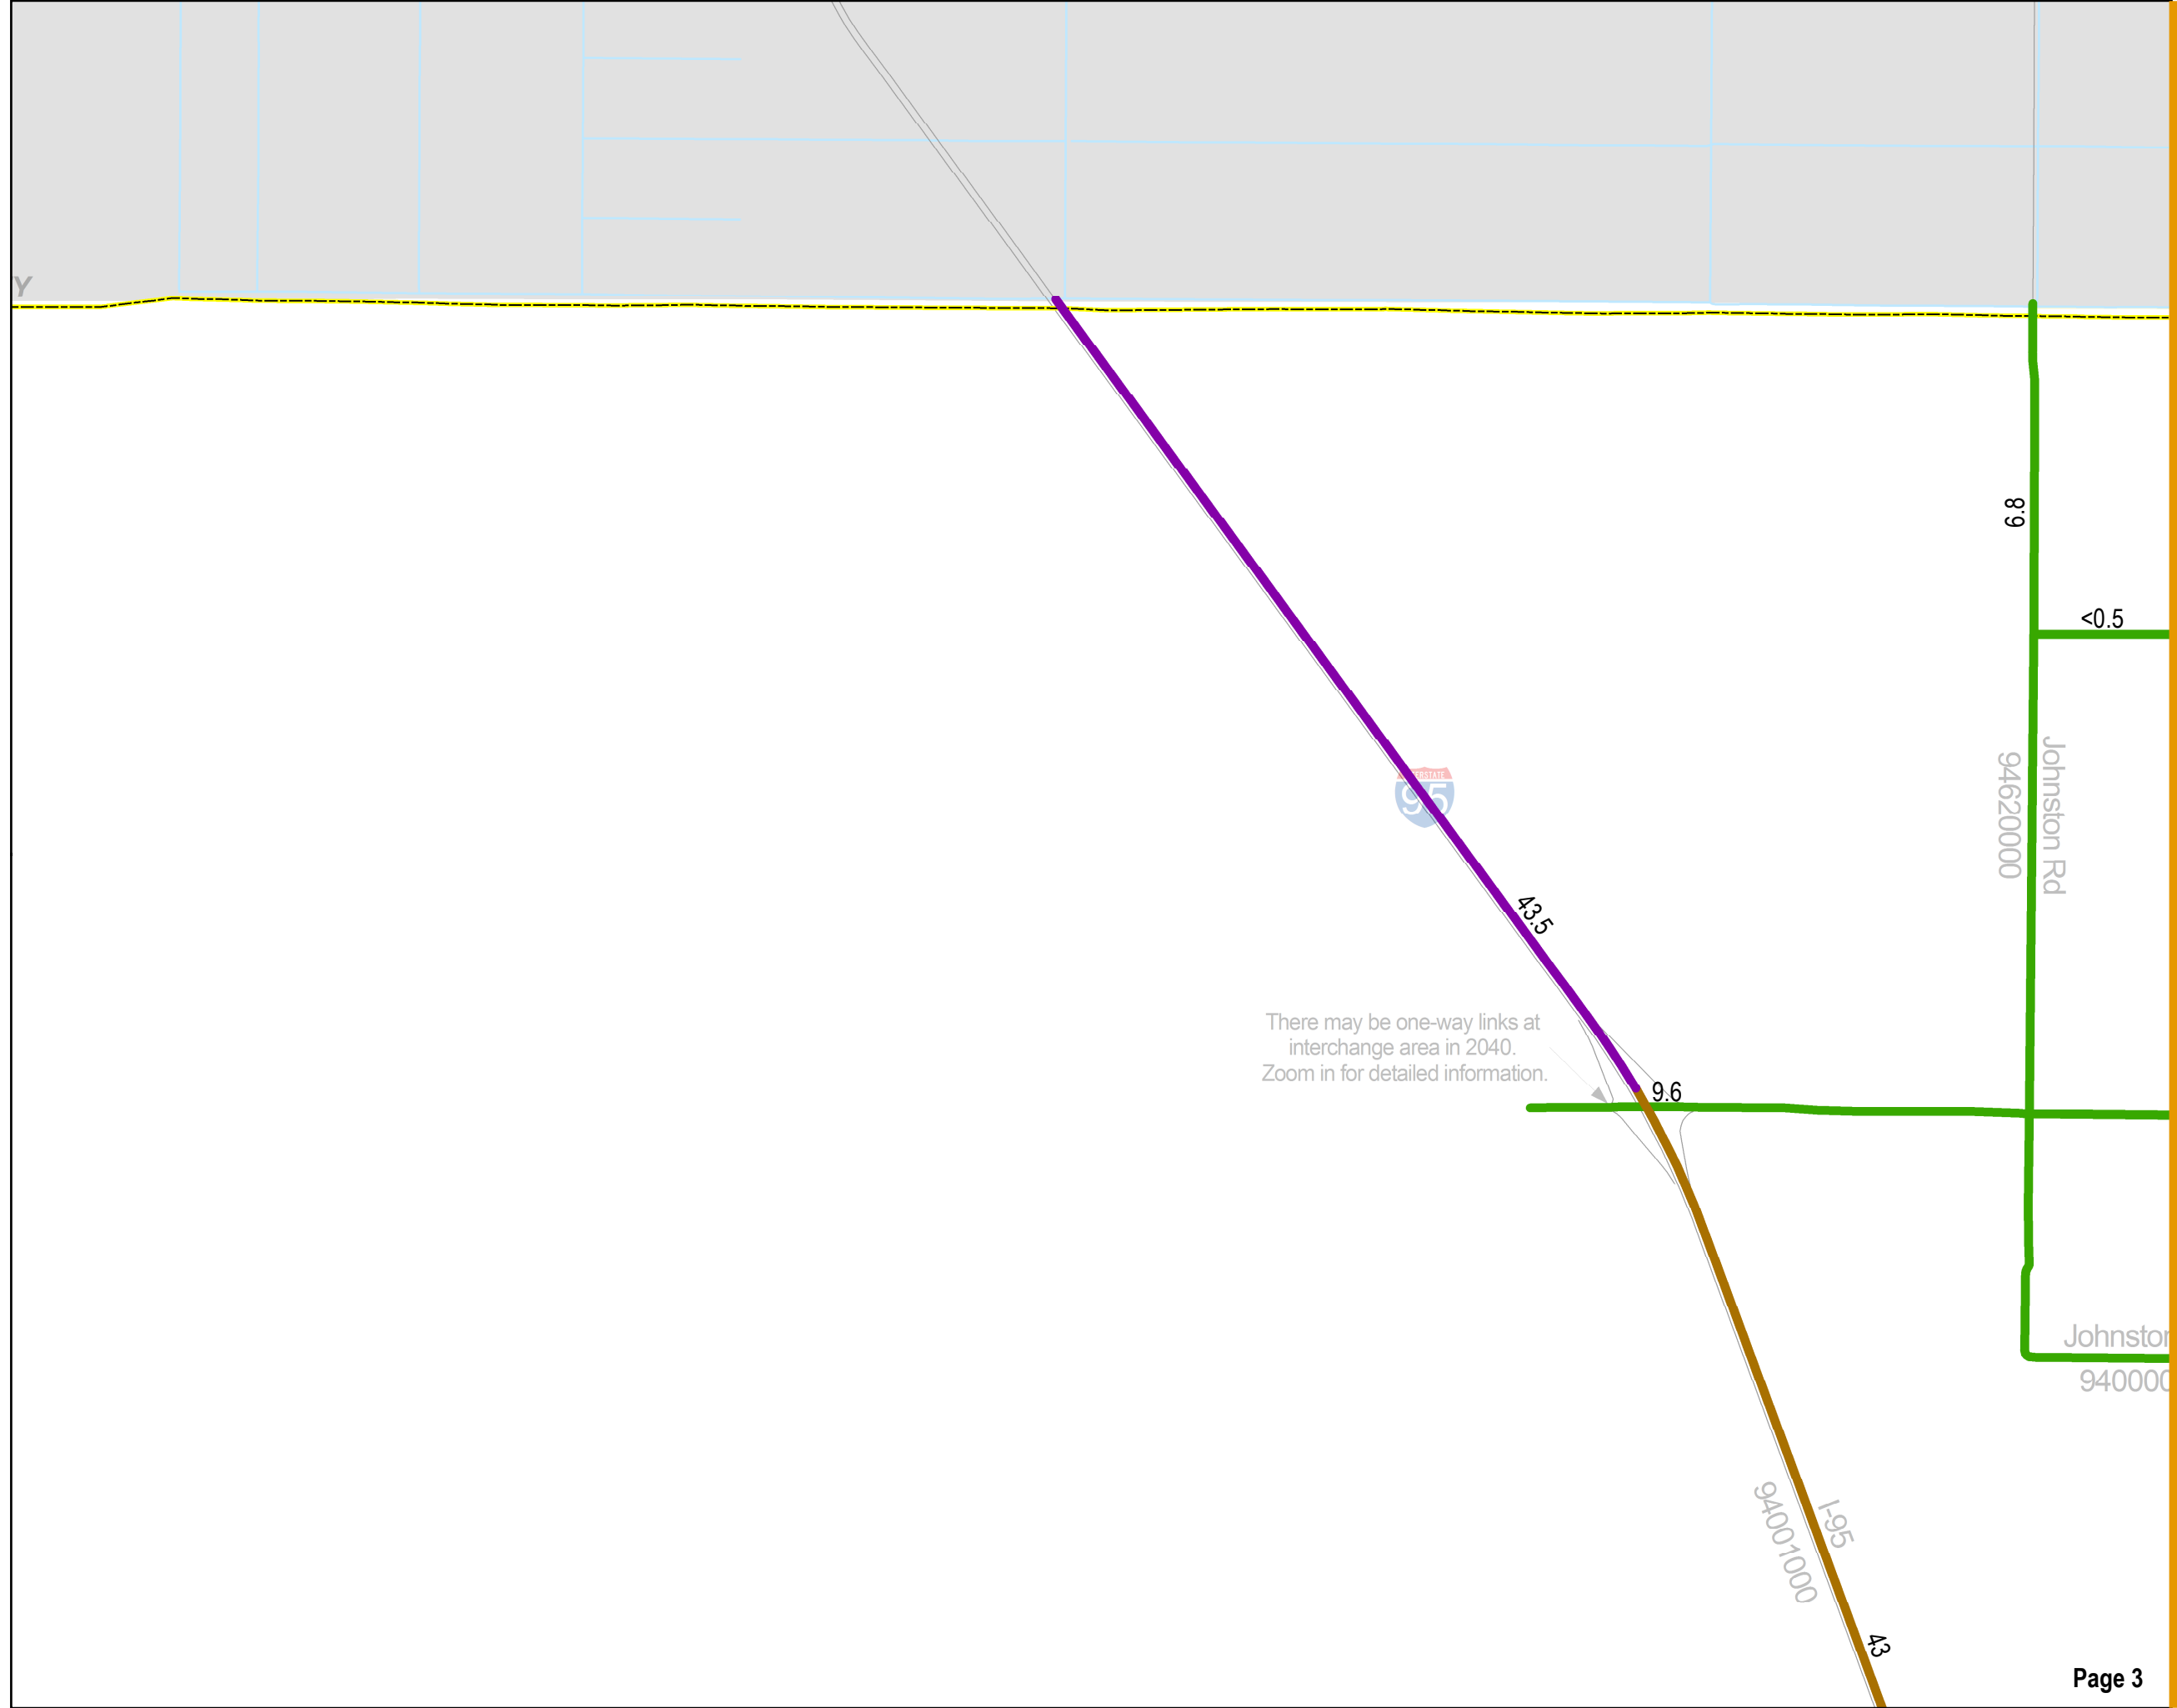 Y
6.8
<0.5
Johnston Rd
94620000
95
43.5
There may be one-way links at
interchange area in 2040.
Zoom in for detailed information.
9.6
Johnston
940000
I-95
94001000
43
Page 3